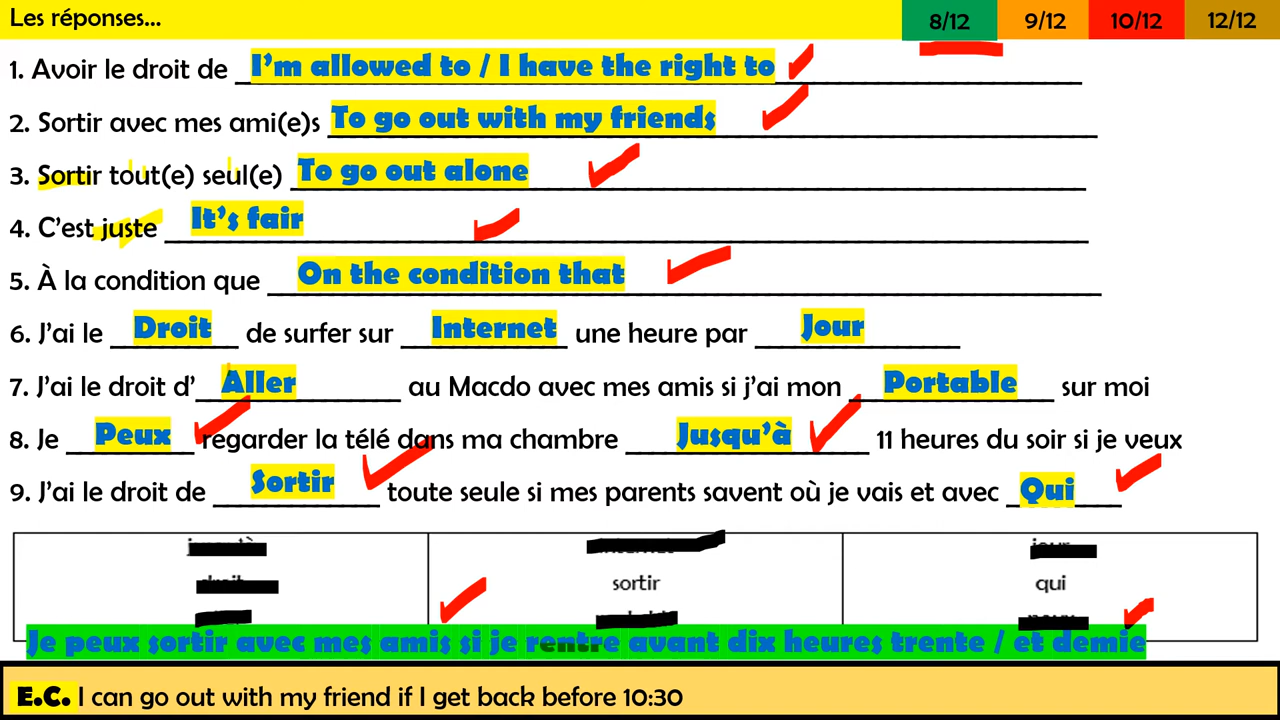 Les réponses...
8/12 9/12 10/12 12/12
1. Avoir le droit de I'm allowed to / I have the right to
2. Sortir avec mes ami(e)s To go out with my friends
3. Sortir tout(e) seul(e) To go out alone
4. C'est juste It's fair
5. À la condition que On the condition that
6. J'ai le Droit de surfer sur Internet une heure par Jour
7. J'ai le droit d' Aller au Macdo avec mes amis si j'ai mon Portable sur moi
8. Je Peux regarder la télé dans ma chambre Jusqu'à 11 heures du soir si je veux
9. J'ai le droit de Sortir toute seule si mes parents savent où je vais et avec Qui
sortir qui
Je peux sortir avec mes amis si je rentre avant dix heures trente / et demie
E.C. I can go out with my friend if I get back before 10:30